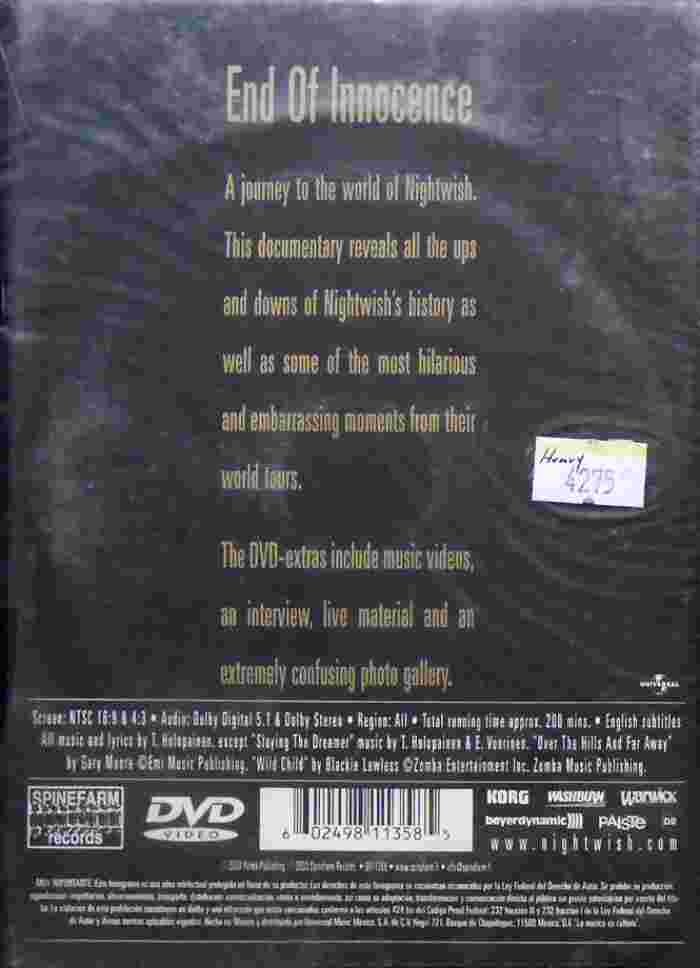 End Of Innocence
A journey to the world of Nightwish.
This documentary reveals all the ups
and downs of Nightwish's history as
well as some of the most hilarious
and embarrassing moments from their
world tours.
Heavy
4275
The DVD-extras include music videos,
an interview, live material and an
extremely confusing photo gallery.
UNIVERSAL
Screen: NTSC 16:9 & 4:3 • Audio: Dolby Digital 5.1 & Dolby Stereo • Region: All • Total running time approx. 200 mins. • English subtitles
All music and lyrics by T. Holopainen, except "Slaying The Dreamer" music by T. Holopainen & E. Vuorinen, "Over The Hills And Far Away"
by Gary Moore ©Emi Music Publishing, "Wild Child" by Blackie Lawless ©Zomba Entertainment Inc. Zomba Music Publishing.
SPINEFARM
records
DVD
VIDEO
6 02498 11358 5
KORG WASHBURN Warwick
beyerdynamic)))) PAiSTe
www.nightwish.com